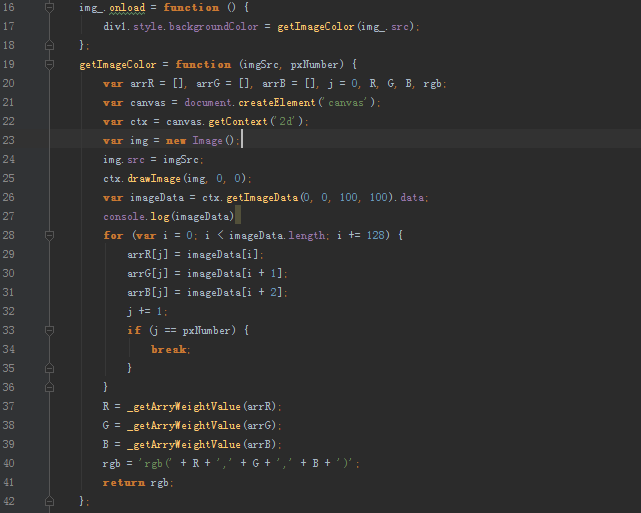 16 img_.onload = function () {
17 div1.style.backgroundColor = getImageColor(img_.src);
18 };
19 getImageColor = function (imgSrc, pxNumber) {
20 var arrR = [], arrG = [], arrB = [], j = 0, R, G, B, rgb;
21 var canvas = document.createElement('canvas');
22 var ctx = canvas.getContext('2d');
23 var img = new Image();
24 img.src = imgSrc;
25 ctx.drawImage(img, 0, 0);
26 var imageData = ctx.getImageData(0, 0, 100, 100).data;
27 console.log(imageData)
28 for (var i = 0; i < imageData.length; i += 128) {
29 arrR[j] = imageData[i];
30 arrG[j] = imageData[i + 1];
31 arrB[j] = imageData[i + 2];
32 j += 1;
33 if (j == pxNumber) {
34 break;
35 }
36 }
37 R = _getArryWeightValue(arrR);
38 G = _getArryWeightValue(arrG);
39 B = _getArryWeightValue(arrB);
40 rgb = 'rgb(' + R + ',' + G + ',' + B + ')';
41 return rgb;
42 };